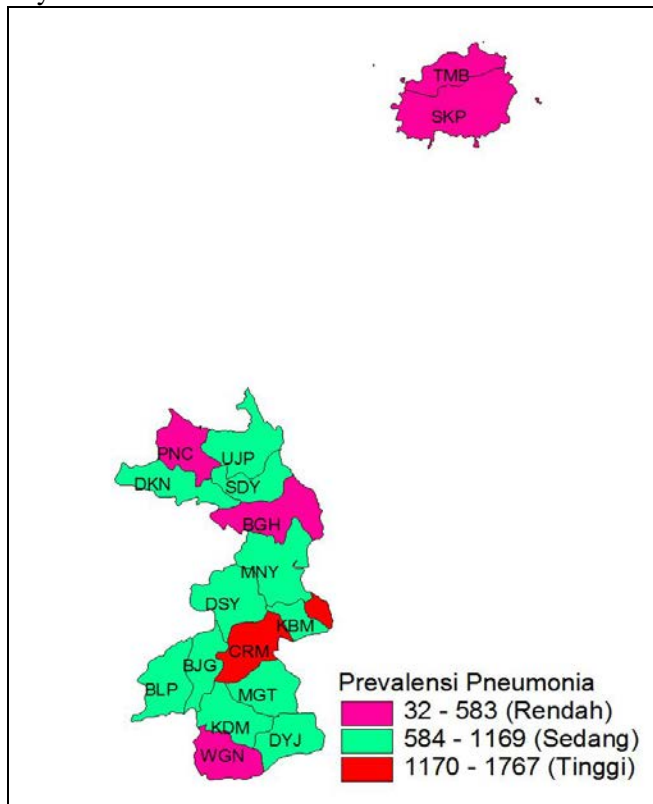 TMB
SKP
PNC
UJP
DKN
SDY
BGH
MNY
DSY
KBM
CRM
BJG
BLP
MGT
KDM
DYJ
WGN
Prevalensi Pneumonia
32 - 583 (Rendah)
584 - 1169 (Sedang)
1170 - 1767 (Tinggi)